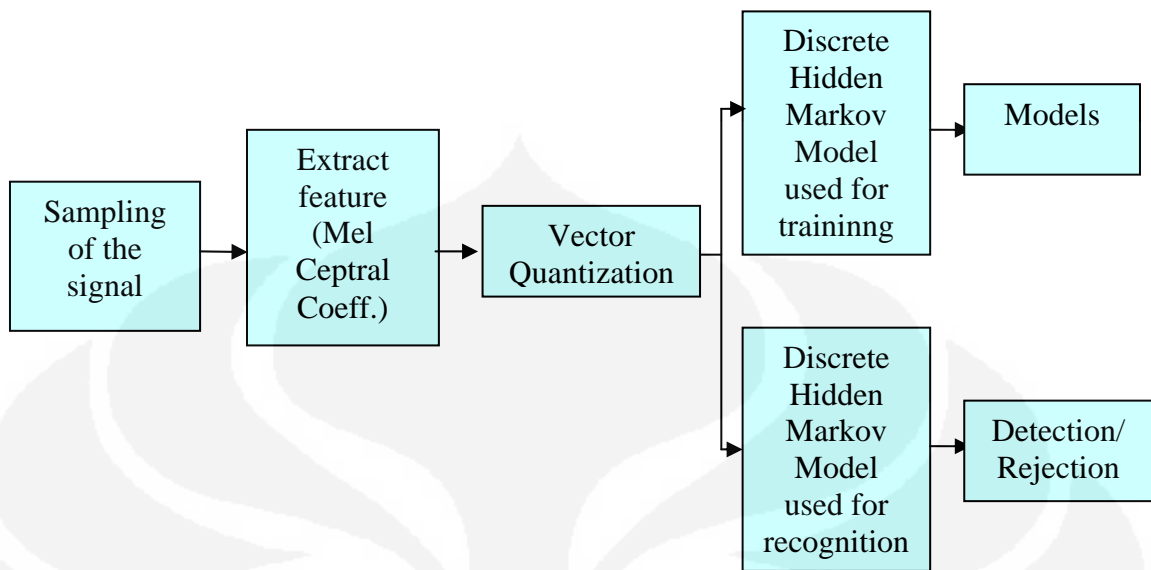 Sampling
of the
signal
Extract
feature
(Mel
Ceptral
Coeff.)
Vector
Quantization
Discrete
Hidden
Markov
Model
used for
traininng
Models
Discrete
Hidden
Markov
Model
used for
recognition
Detection/
Rejection